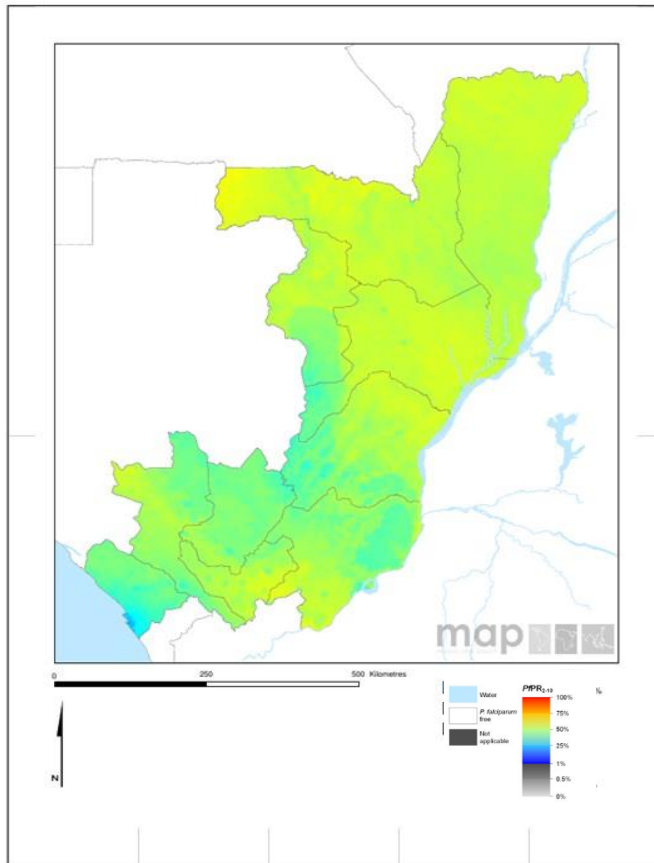 map
0 250 500 Kilometres
Water
P. falciparum
free
Not
applicable
PfPR2-10
100%
75%
50%
25%
1%
0.5%
0%
N